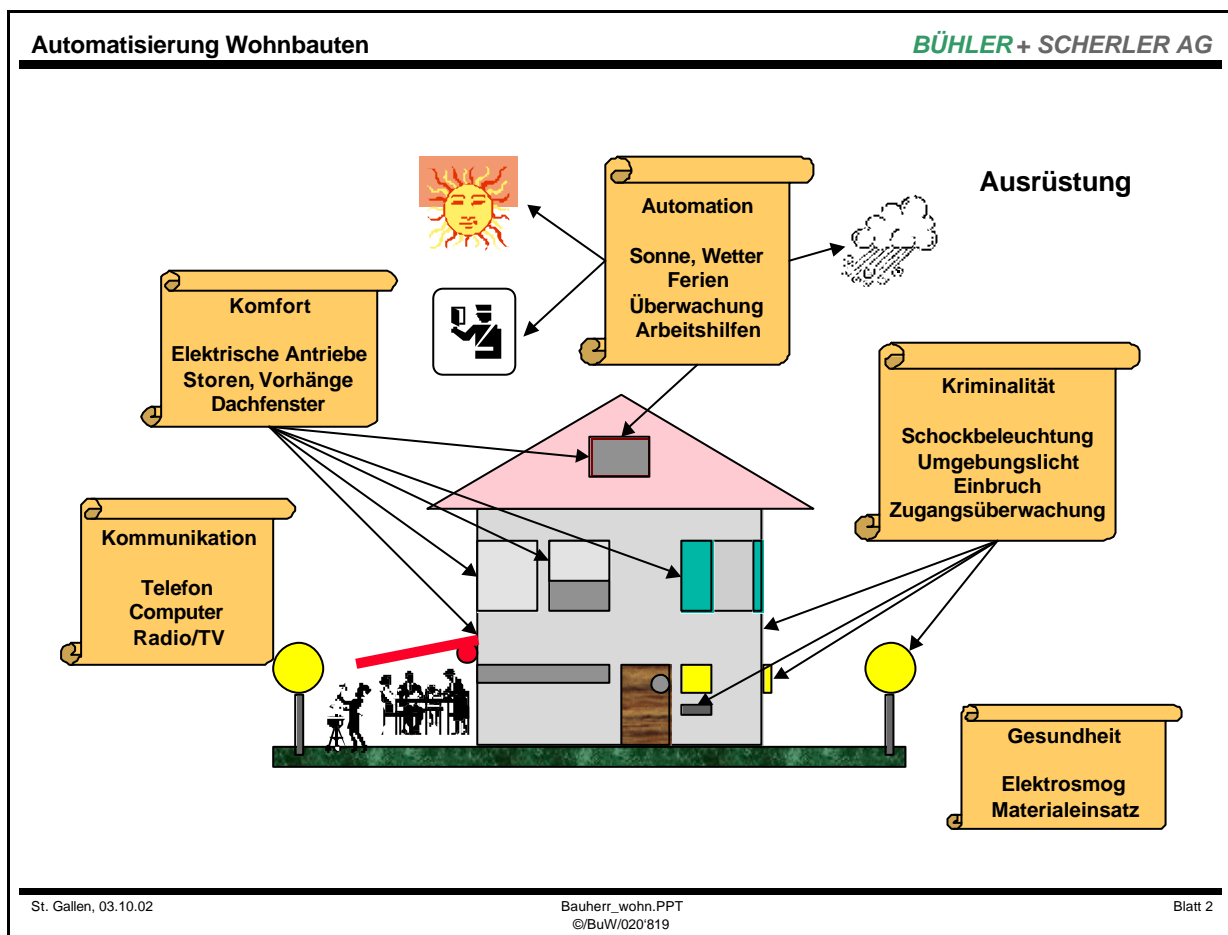 Automatisierung Wohnbauten
BÜHLER + SCHERLER AG
Ausrüstung
Automation
Sonne, Wetter
Ferien
Überwachung
Arbeitshilfen
Komfort
Elektrische Antriebe
Storen, Vorhänge
Dachfenster
Kriminalität
Schockbeleuchtung
Umgebungslicht
Einbruch
Zugangsüberwachung
Kommunikation
Telefon
Computer
Radio/TV
Gesundheit
Elektrosmog
Materialeinsatz
St. Gallen, 03.10.02
Bauherr_wohn.PPT
©/BuW/020'819
Blatt 2